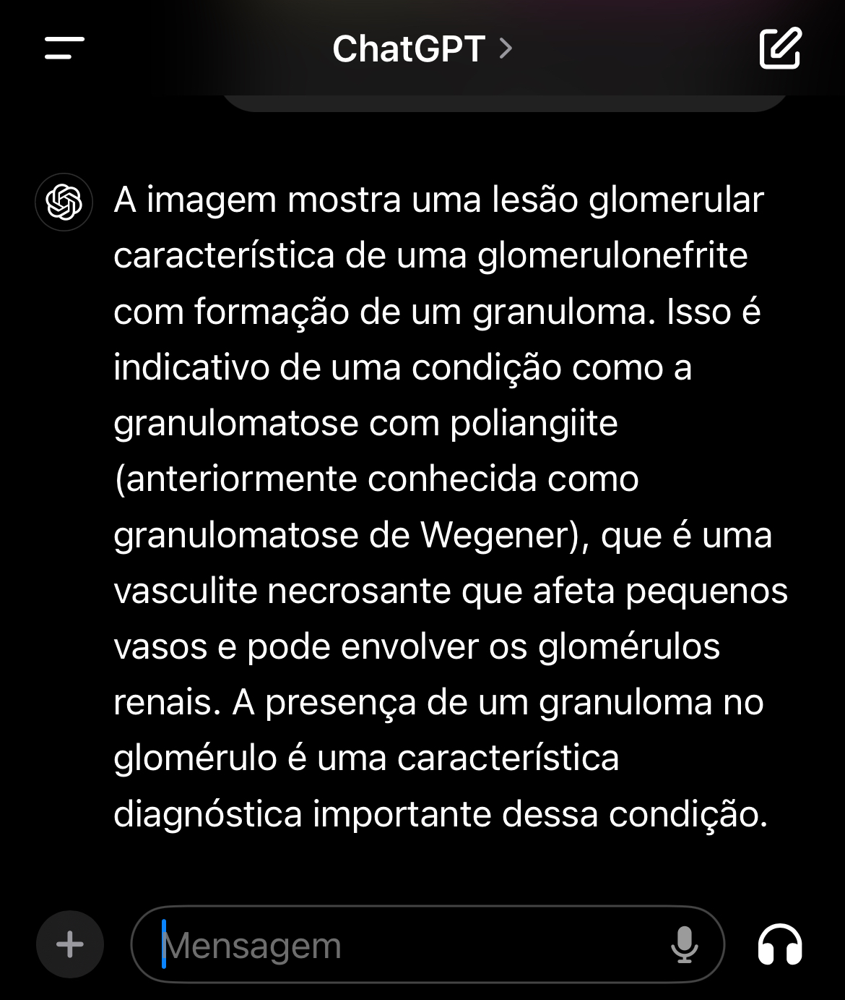 ChatGPT >
A imagem mostra uma lesão glomerular
característica de uma glomerulonefrite
com formação de um granuloma. Isso é
indicativo de uma condição como a
granulomatose com poliangiite
(anteriormente conhecida como
granulomatose de Wegener), que é uma
vasculite necrosante que afeta pequenos
vasos e pode envolver os glomérulos
renais. A presença de um granuloma no
glomérulo é uma característica
diagnóstica importante dessa condição.
Mensagem